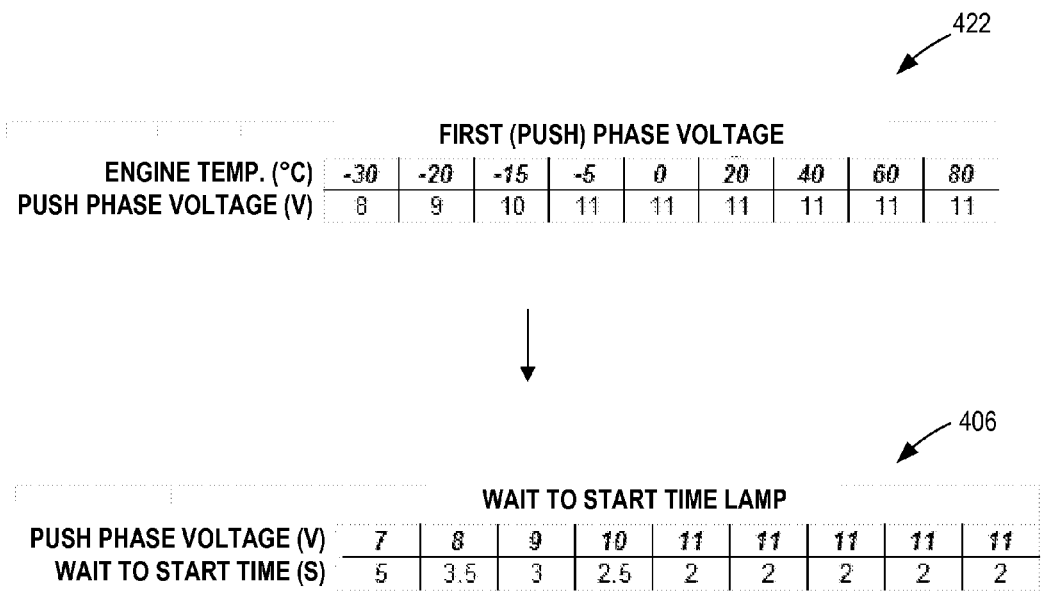 422
FIRST (PUSH) PHASE VOLTAGE
ENGINE TEMP. (°C) -30 -20 -15 -5 0 20 40 60 80
PUSH PHASE VOLTAGE (V) 8 9 10 11 11 11 11 11 11
406
WAIT TO START TIME LAMP
PUSH PHASE VOLTAGE (V) 7 8 9 10 11 11 11 11 11
WAIT TO START TIME (S) 5 3.5 3 2.5 2 2 2 2 2